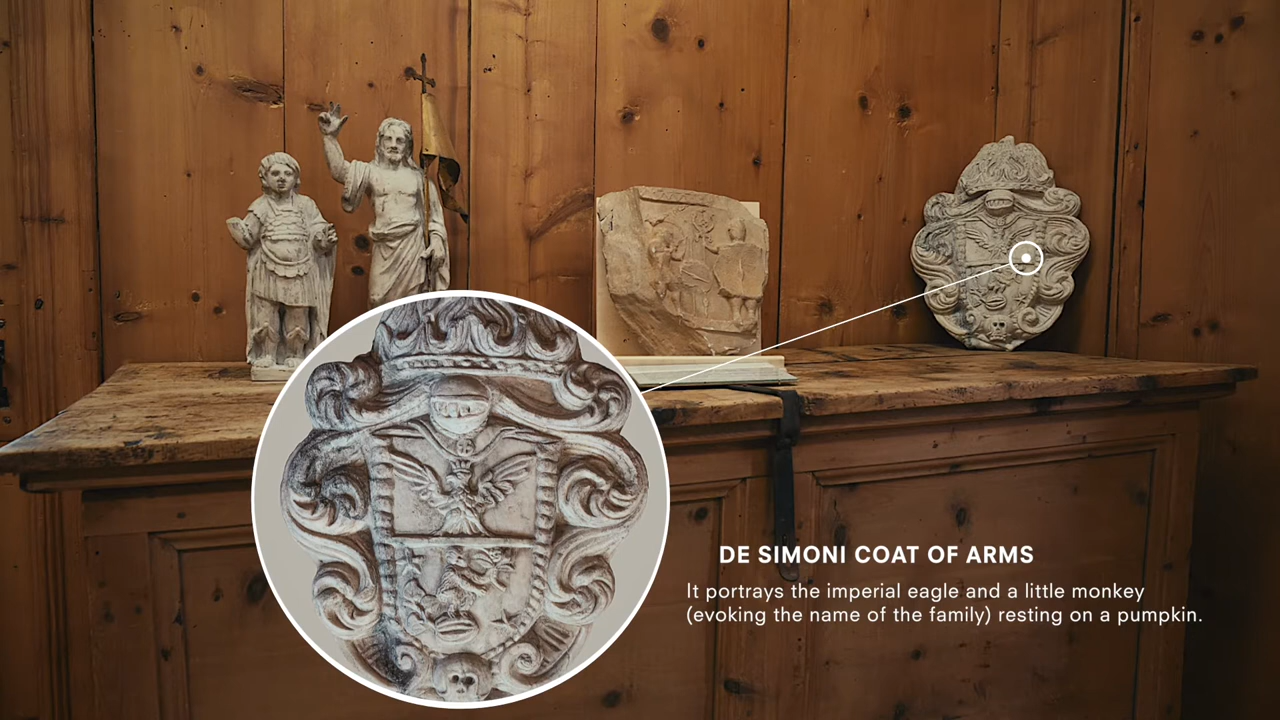 DE SIMONI COAT OF ARMS
It portrays the imperial eagle and a little monkey
(evoking the name of the family) resting on a pumpkin.